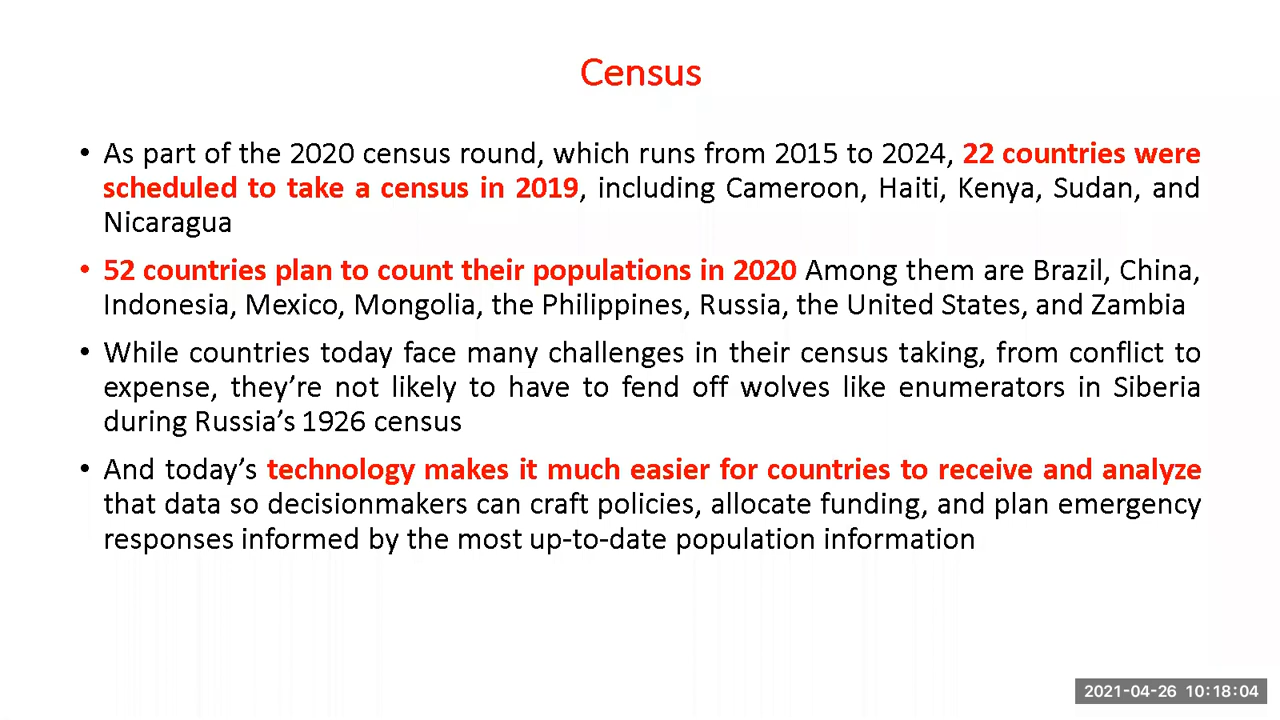 Census
• As part of the 2020 census round, which runs from 2015 to 2024, 22 countries were
scheduled to take a census in 2019, including Cameroon, Haiti, Kenya, Sudan, and
Nicaragua
• 52 countries plan to count their populations in 2020 Among them are Brazil, China,
Indonesia, Mexico, Mongolia, the Philippines, Russia, the United States, and Zambia
• While countries today face many challenges in their census taking, from conflict to
expense, they’re not likely to have to fend off wolves like enumerators in Siberia
during Russia’s 1926 census
• And today’s technology makes it much easier for countries to receive and analyze
that data so decisionmakers can craft policies, allocate funding, and plan emergency
responses informed by the most up-to-date population information
2021-04-26 10:18:04